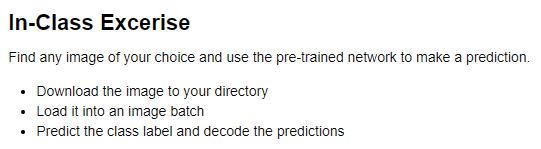 In-Class Excerise
Find any image of your choice and use the pre-trained network to make a prediction.
• Download the image to your directory
• Load it into an image batch
• Predict the class label and decode the predictions